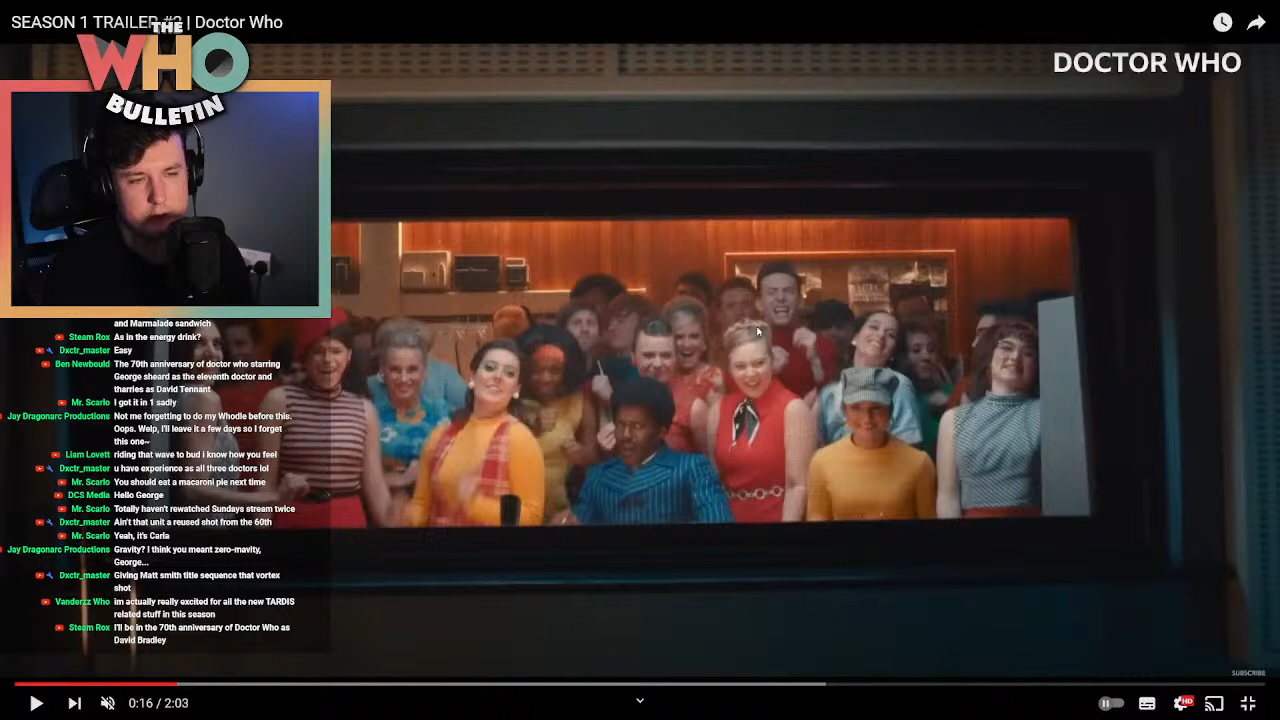 SEASON 1 TRAILER #2 | Doctor Who
THE
WHO
BULLETIN
DOCTOR WHO
and Marmalade sandwich
Steam Rox As in the energy drink?
Dxctr_master Easy
Ben Newbould The 70th anniversary of doctor who starring
George sheard as the eleventh doctor and
tharries as David Tennant
Mr. Scarlo I got it in 1 sadly
Jay Dragonarc Productions Not me forgetting to do my Whodle before this.
Oops. Welp, I'll leave it a few days so I forget
this one~
Liam Lovett riding that wave to bud i know how you feel
Dxctr_master u have experience as all three doctors lol
Mr. Scarlo You should eat a macaroni pie next time
DCS Media Hello George
Mr. Scarlo Totally haven't rewatched Sundays stream twice
Dxctr_master Ain't that unit a reused shot from the 60th
Mr. Scarlo Yeah, it's Carla
Jay Dragonarc Productions Gravity? I think you meant zero-mavity,
George...
Dxctr_master Giving Matt smith title sequence that vortex
shot
Vanderzz Who im actually really excited for all the new TARDIS
related stuff in this season
Steam Rox I'll be in the 70th anniversary of Doctor Who as
David Bradley
SUBSCRIBE
0:16 / 2:03
HD